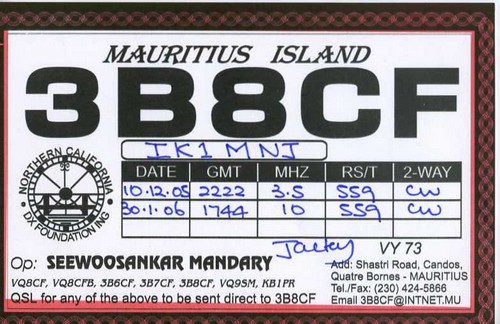 MAURITIUS ISLAND
3B8CF
IK1MNJ
NORTHERN CALIFORNIA
DX FOUNDATION INC
DATE GMT MHZ RS/T 2-WAY
10.12.05 2222 3.5 559 CW
30.1.06 1744 10 559 CW
Jacky VY 73
Op: SEEWOOSANKAR MANDARY
VQ8CF, VQ8CFB, 3B6CF, 3B7CF, 3B8CF, VQ9SM, KB1PR
QSL for any of the above to be sent direct to 3B8CF
Add: Shastri Road, Candos,
Quatre Bornes - MAURITIUS
Tel./Fax: (230) 424-5866
Email 3B8CF@INTNET.MU